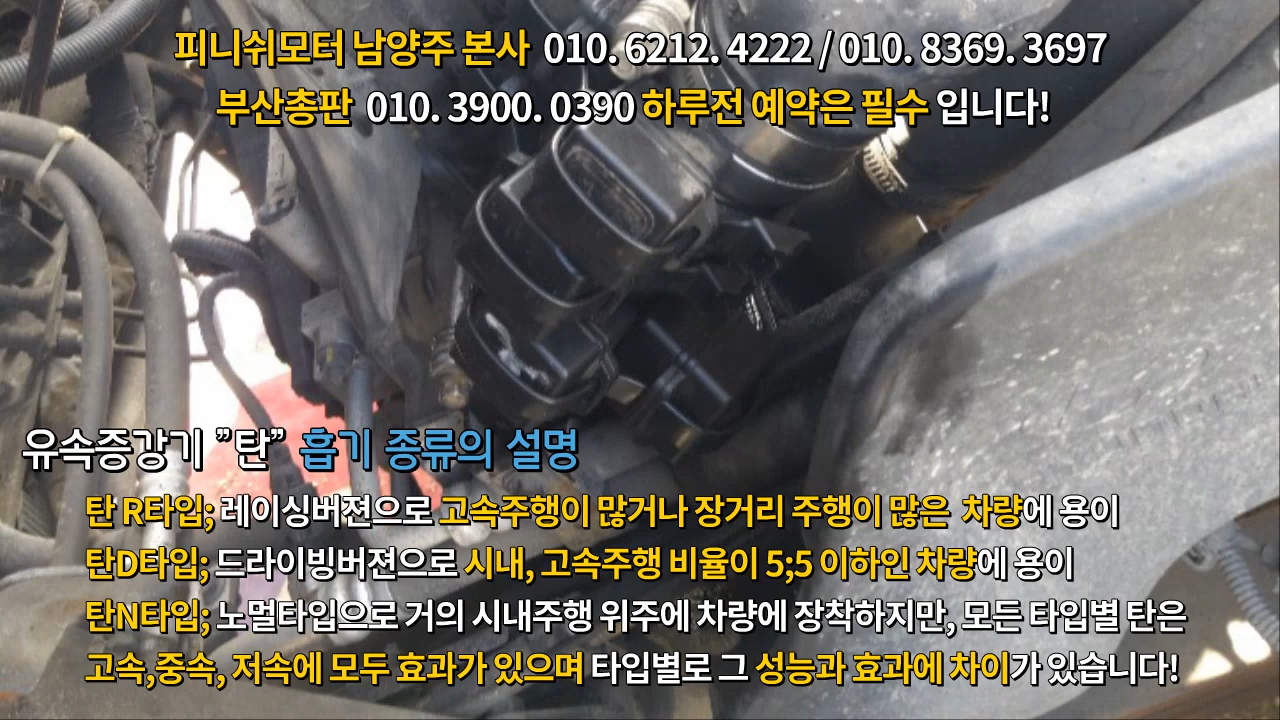 피니쉬모터 남양주 본사 010. 6212. 4222 / 010. 8369. 3697
부산총판 010. 3900. 0390 하루전 예약은 필수 입니다!
유속증강기 ”탄” 흡기 종류의 설명
탄 R타입; 레이싱버젼으로 고속주행이 많거나 장거리 주행이 많은 차량에 용이
탄D타입; 드라이빙버젼으로 시내, 고속주행 비율이 5;5 이하인 차량에 용이
탄N타입; 노멀타입으로 거의 시내주행 위주에 차량에 장착하지만, 모든 타입별 탄은
고속,중속, 저속에 모두 효과가 있으며 타입별로 그 성능과 효과에 차이가 있습니다!